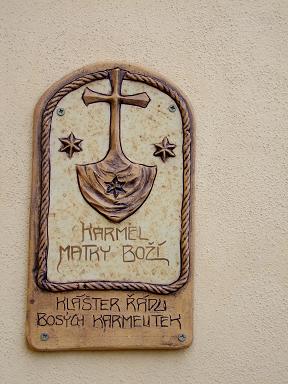 KARMEL
MATKY BOŽÍ
KLÁŠTER ŘÁDU
BOSÝCH KARMELITEK